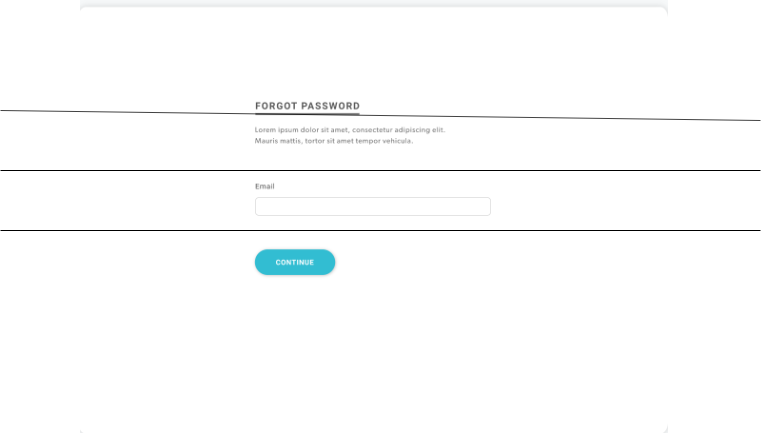 FORGOT PASSWORD
Lorem ipsum dolor sit amet, consectetur adipiscing elit.
Mauris mattis, tortor sit amet tempor vehicula.
Email
CONTINUE